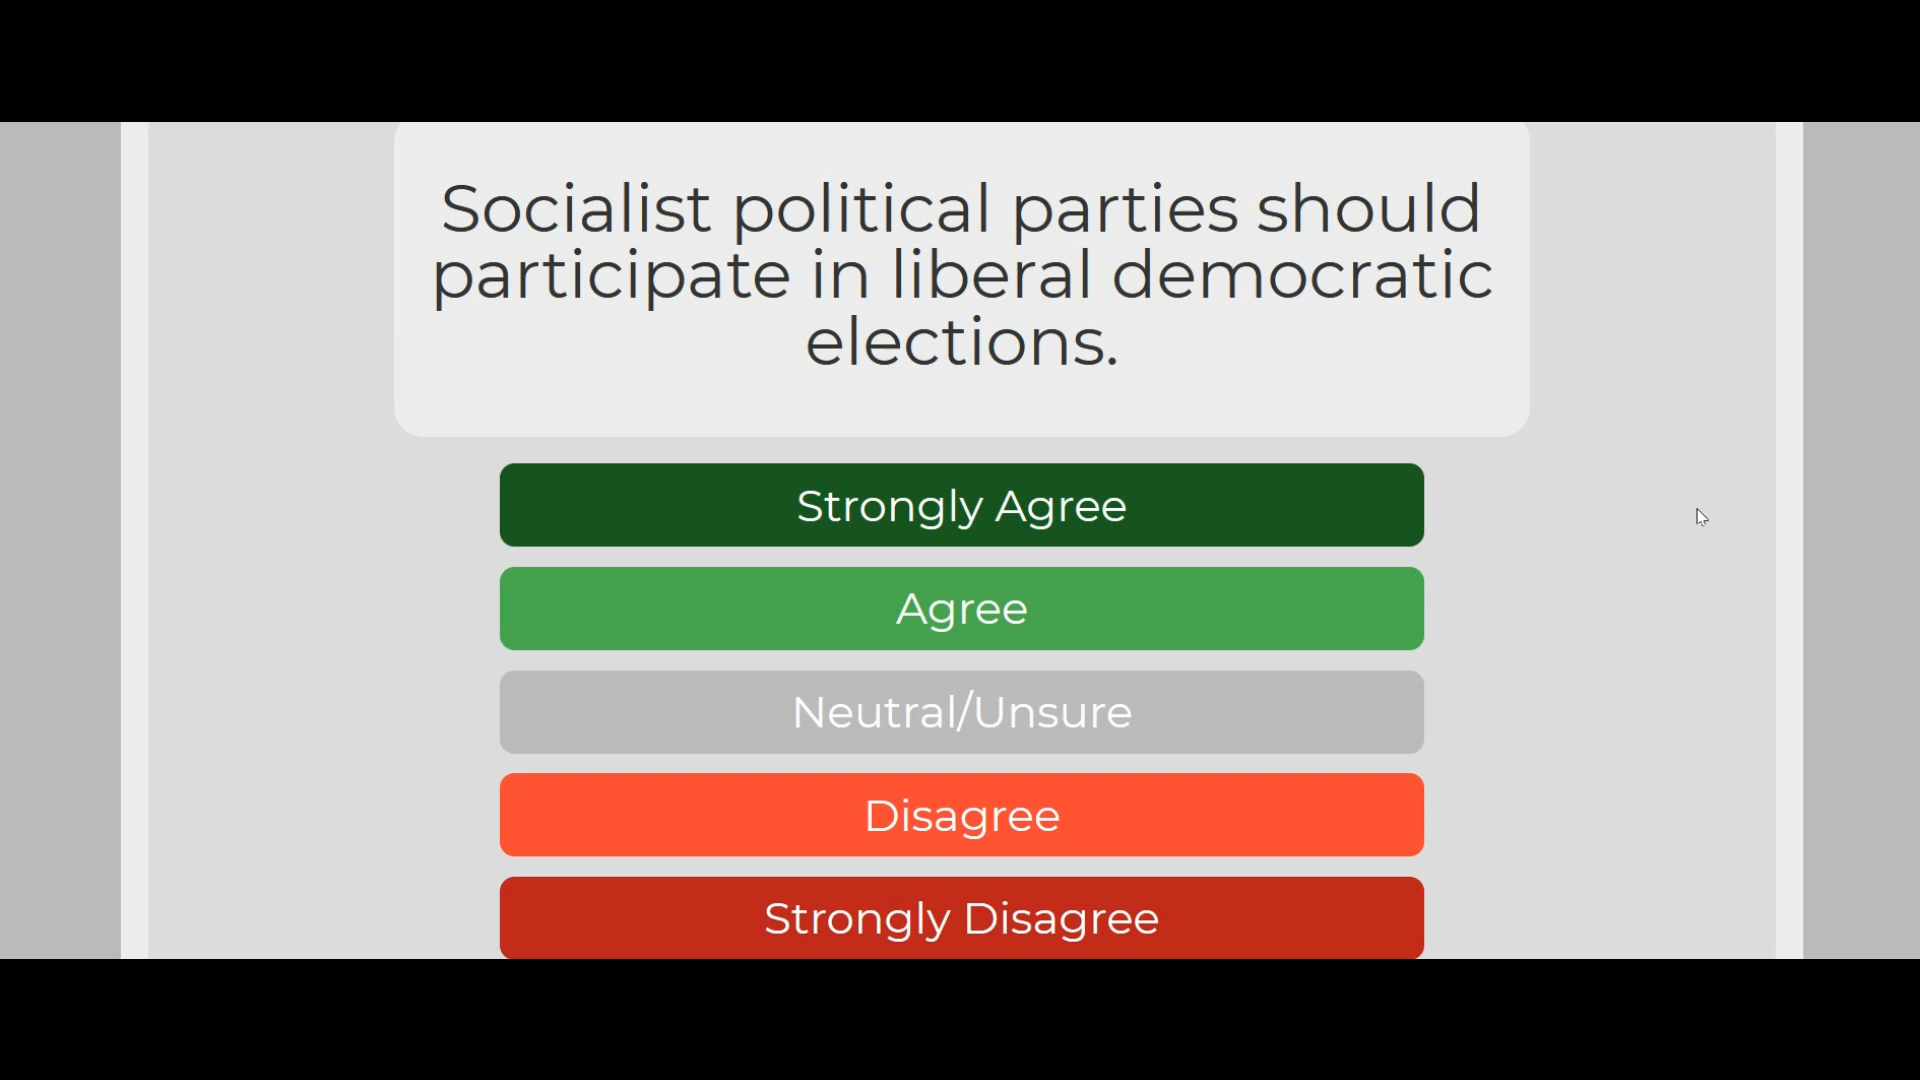 Socialist political parties should
participate in liberal democratic
elections.
Strongly Agree
Agree
Neutral/Unsure
Disagree
Strongly Disagree